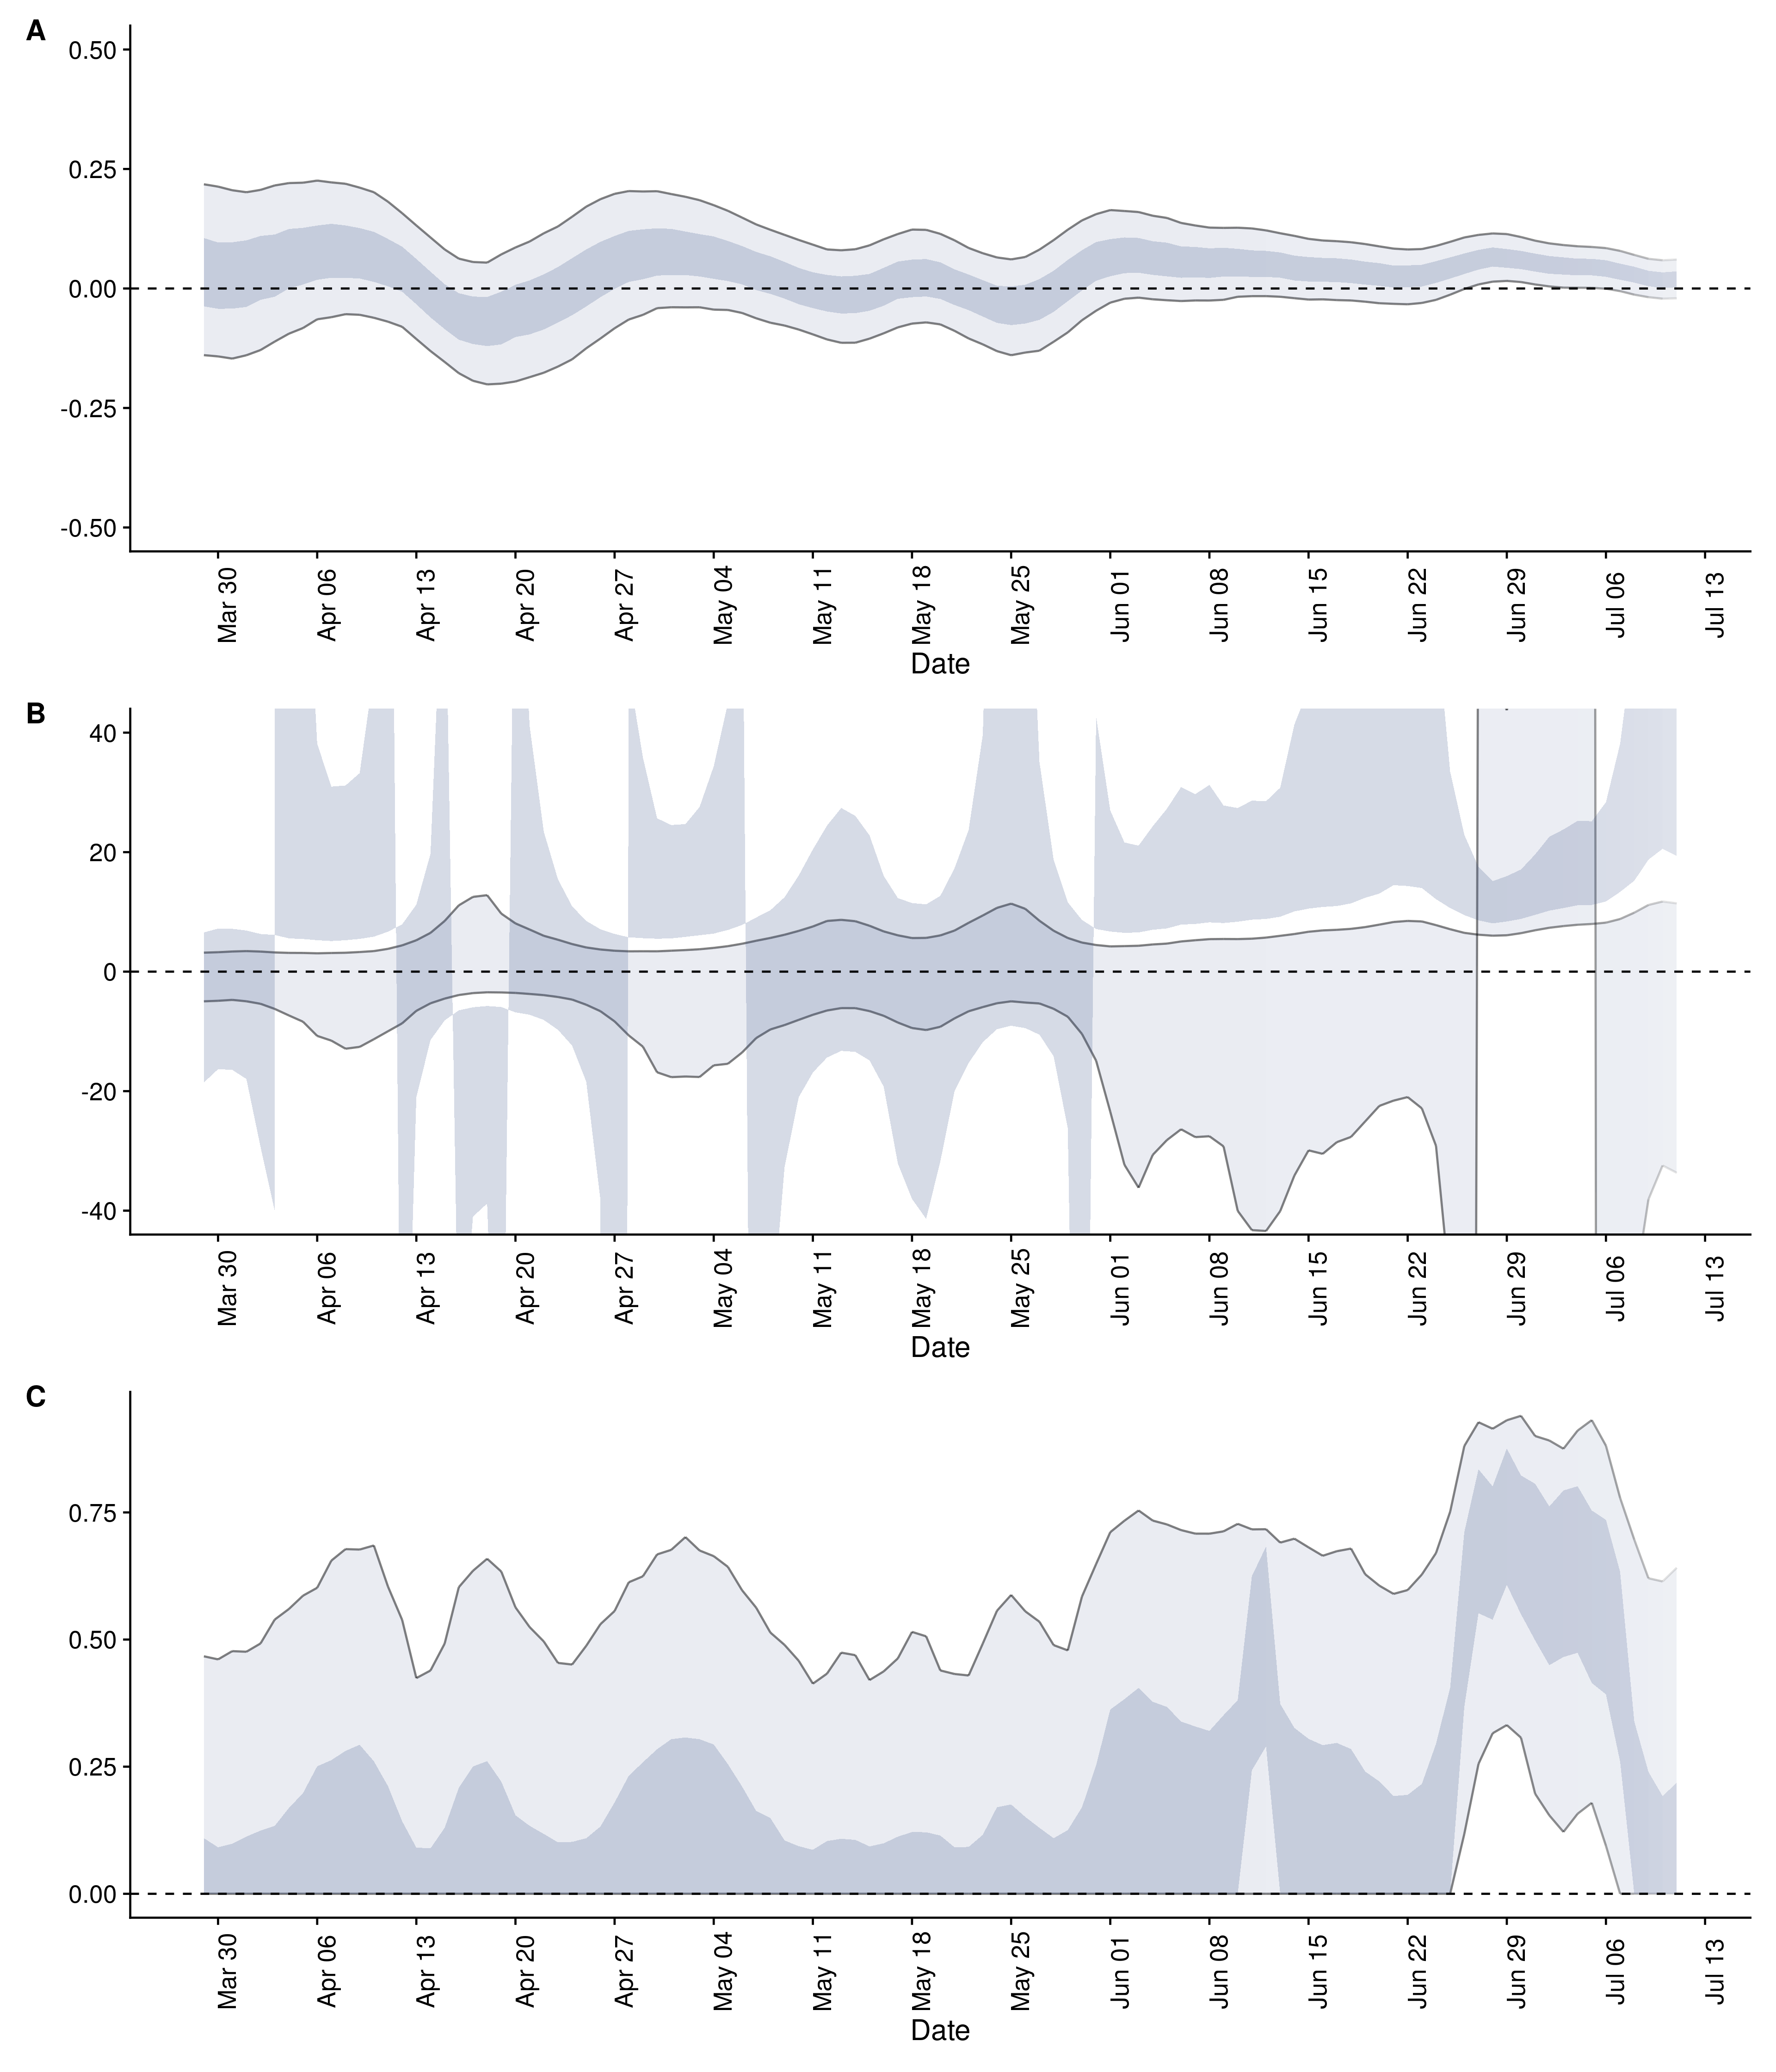 A
0.50
0.25
0.00
-0.25
-0.50
Mar 30
Apr 06
Apr 13
Apr 20
Apr 27
May 04
May 11
May 18
May 25
Jun 01
Jun 08
Jun 15
Jun 22
Jun 29
Jul 06
Jul 13
Date
B
40
20
0
-20
-40
Mar 30
Apr 06
Apr 13
Apr 20
Apr 27
May 04
May 11
May 18
May 25
Jun 01
Jun 08
Jun 15
Jun 22
Jun 29
Jul 06
Jul 13
Date
C
0.75
0.50
0.25
0.00
Mar 30
Apr 06
Apr 13
Apr 20
Apr 27
May 04
May 11
May 18
May 25
Jun 01
Jun 08
Jun 15
Jun 22
Jun 29
Jul 06
Jul 13
Date